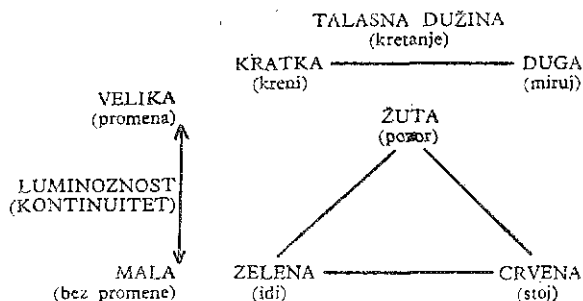 TALASNA DUŽINA
(kretanje)
KRATKA DUGA
(kreni) (miruj)
VELIKA
(promena)
ŽUTA
(pozor)
LUMINOZNOST
(KONTINUITET)
MALA ZELENA CRVENA
(bez promene) (idi) (stoj)